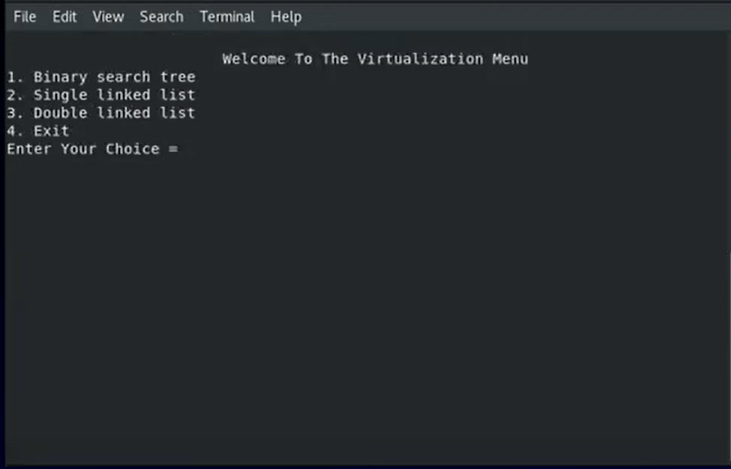 File Edit View Search Terminal Help
Welcome To The Virtualization Menu
1. Binary search tree
2. Single linked list
3. Double linked list
4. Exit
Enter Your Choice =